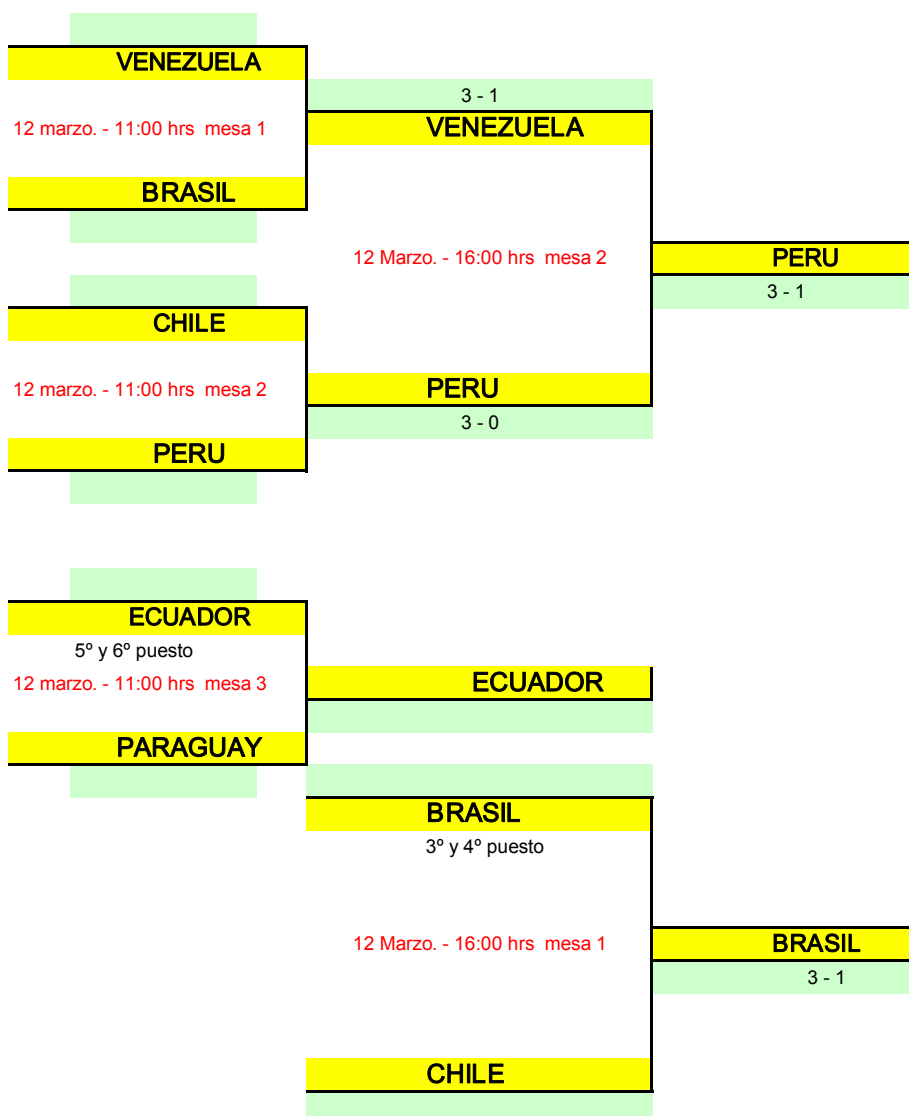 VENEZUELA
3 - 1
12 marzo. - 11:00 hrs mesa 1
VENEZUELA
BRASIL
12 Marzo. - 16:00 hrs mesa 2
PERU
3 - 1
CHILE
12 marzo. - 11:00 hrs mesa 2
PERU
3 - 0
PERU
ECUADOR
5º y 6º puesto
12 marzo. - 11:00 hrs mesa 3
ECUADOR
PARAGUAY
BRASIL
3º y 4º puesto
12 Marzo. - 16:00 hrs mesa 1
BRASIL
3 - 1
CHILE